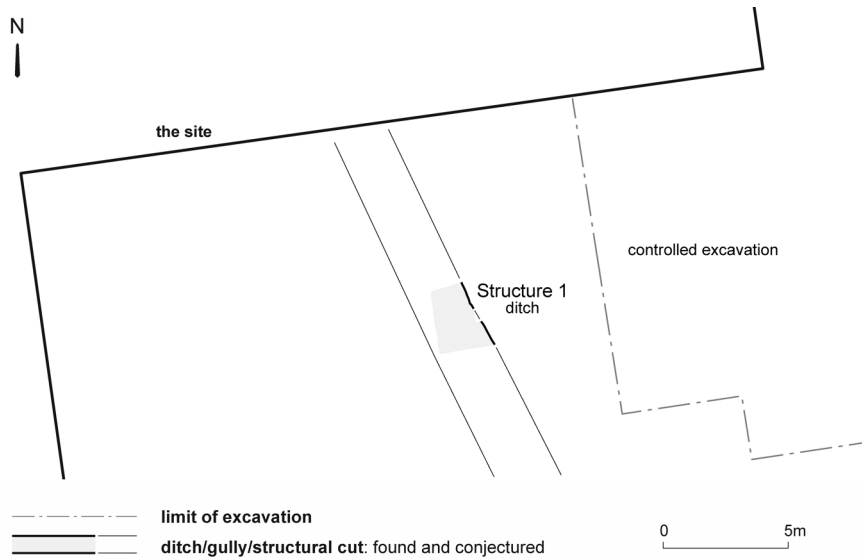 N
the site
controlled excavation
Structure 1
ditch
limit of excavation
ditch/gully/structural cut: found and conjectured
0 5m